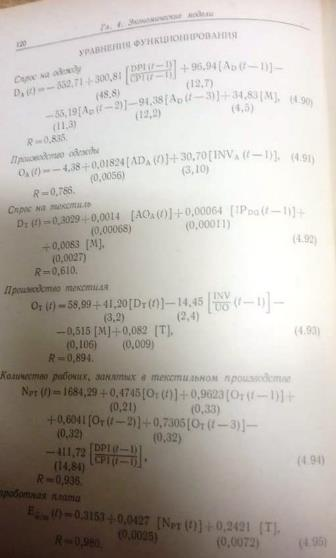 120
Гл. 4. Экономические модели
УРАВНЕНИЯ ФУНКЦИОНИРОВАНИЯ
Спрос на одежду
D_A (t) = — 552,71 + 300,81 [DPI (t—1) / CPI (t—1)] + 96,94 [A_D (t—1)] —
(48,8) (12,7)
— 55,19 [A_D (t—2)] — 94,38 [A_D (t—3)] + 34,83 [M], (4.90)
(11,3) (12,2) (4,5)
R = 0,835.
Производство одежды
O_A (t) = — 4,38 + 0,01824 [AD_A (t)] + 30,70 [INV_A (t—1)], (4.91)
(0,0056) (3,10)
R = 0,786.
Спрос на текстиль
D_T (t) = 0,3029 + 0,0014 [AO_A (t)] + 0,00064 [IP_DG (t—1)] +
(0,00068) (0,00011)
+ 0,0083 [M], (4.92)
(0,0027)
R = 0,610.
Производство текстиля
O_T (t) = 58,99 + 41,20 [D_T (t)] — 14,45 [INV / UO (t—1)] —
(3,2) (2,4)
— 0,515 [M] + 0,082 [T], (4.93)
(0,106) (0,009)
R = 0,894.
Количество рабочих, занятых в текстильном производстве
N_PT (t) = 1684,29 + 0,4745 [O_T (t)] + 0,9623 [O_T (t—1)] +
(0,21) (0,33)
+ 0,6041 [O_T (t—2)] + 0,7305 [O_T (t—3)] —
(0,32) (0,32)
— 411,72 [DPI (t—1) / CPI (t—1)], (4.94)
(14,84)
R = 0,936.
аработная плата
(t) = 0,3153 + 0,0427 [N_PT (t)] + 0,2421 [T],
(0,0025) (0,0072) (4.95)
R = 0,980.